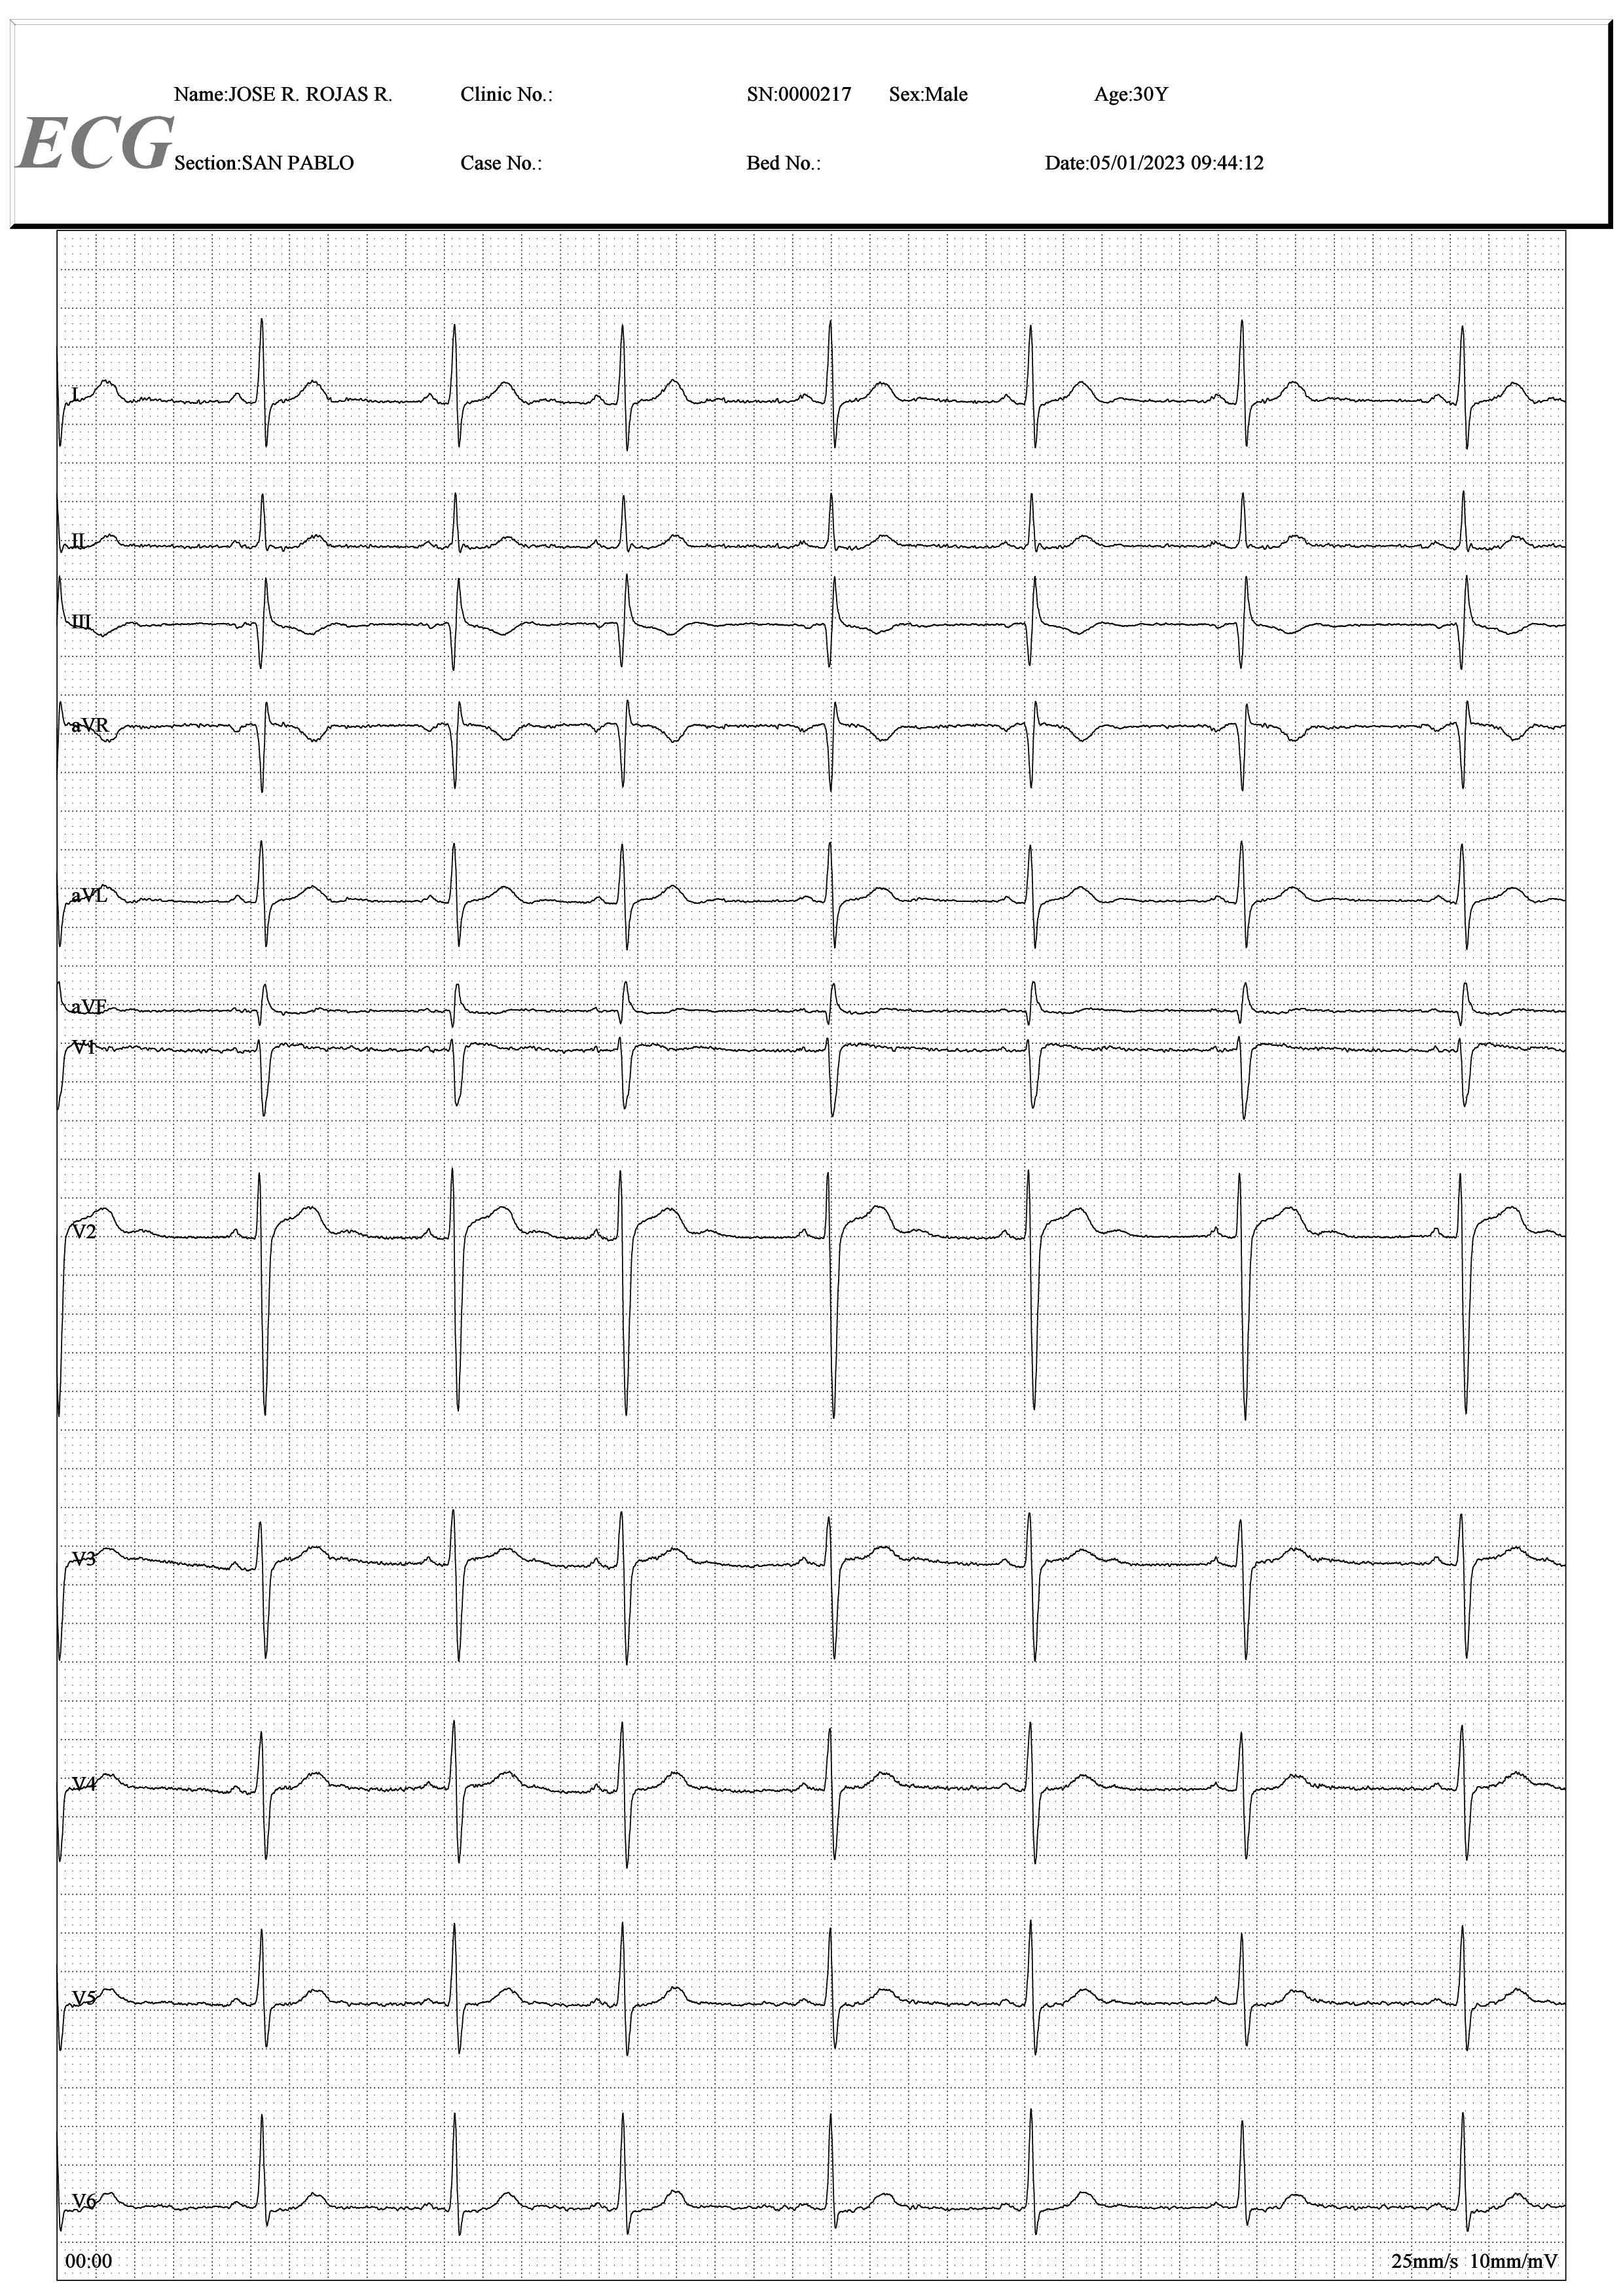 Name:JOSE R. ROJAS R. Clinic No.: SN:0000217 Sex:Male Age:30Y
ECG
Section:SAN PABLO Case No.: Bed No.: Date:05/01/2023 09:44:12
I
II
III
aVR
aVL
aVF
V1
V2
V3
V4
V5
V6
00:00 25mm/s 10mm/mV